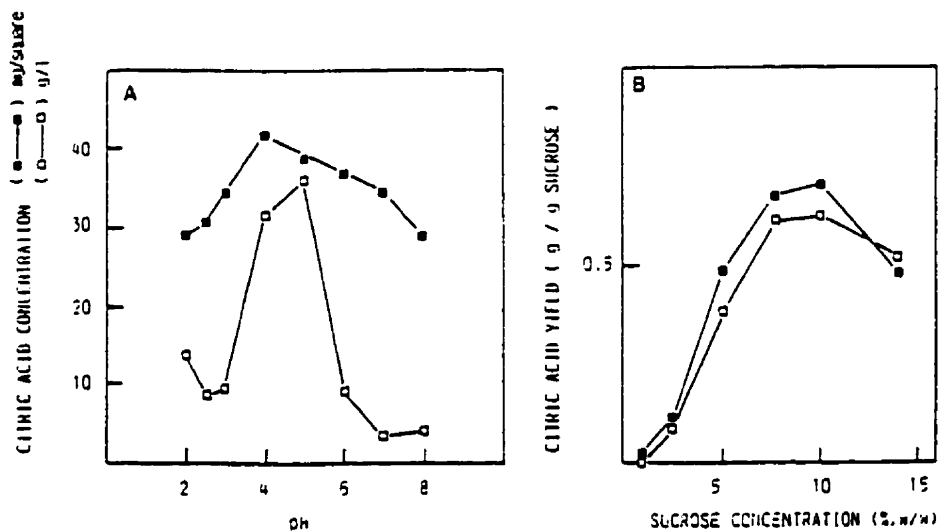 CITRIC ACID CONCENTRATION
(■——■) mg/square
(□——□) g/l
A
40
30
20
10
2 4 6 8
pH
CITRIC ACID YIELD ( g / g SUCROSE )
B
0.5
5 10 15
SUCROSE CONCENTRATION (%,w/w)